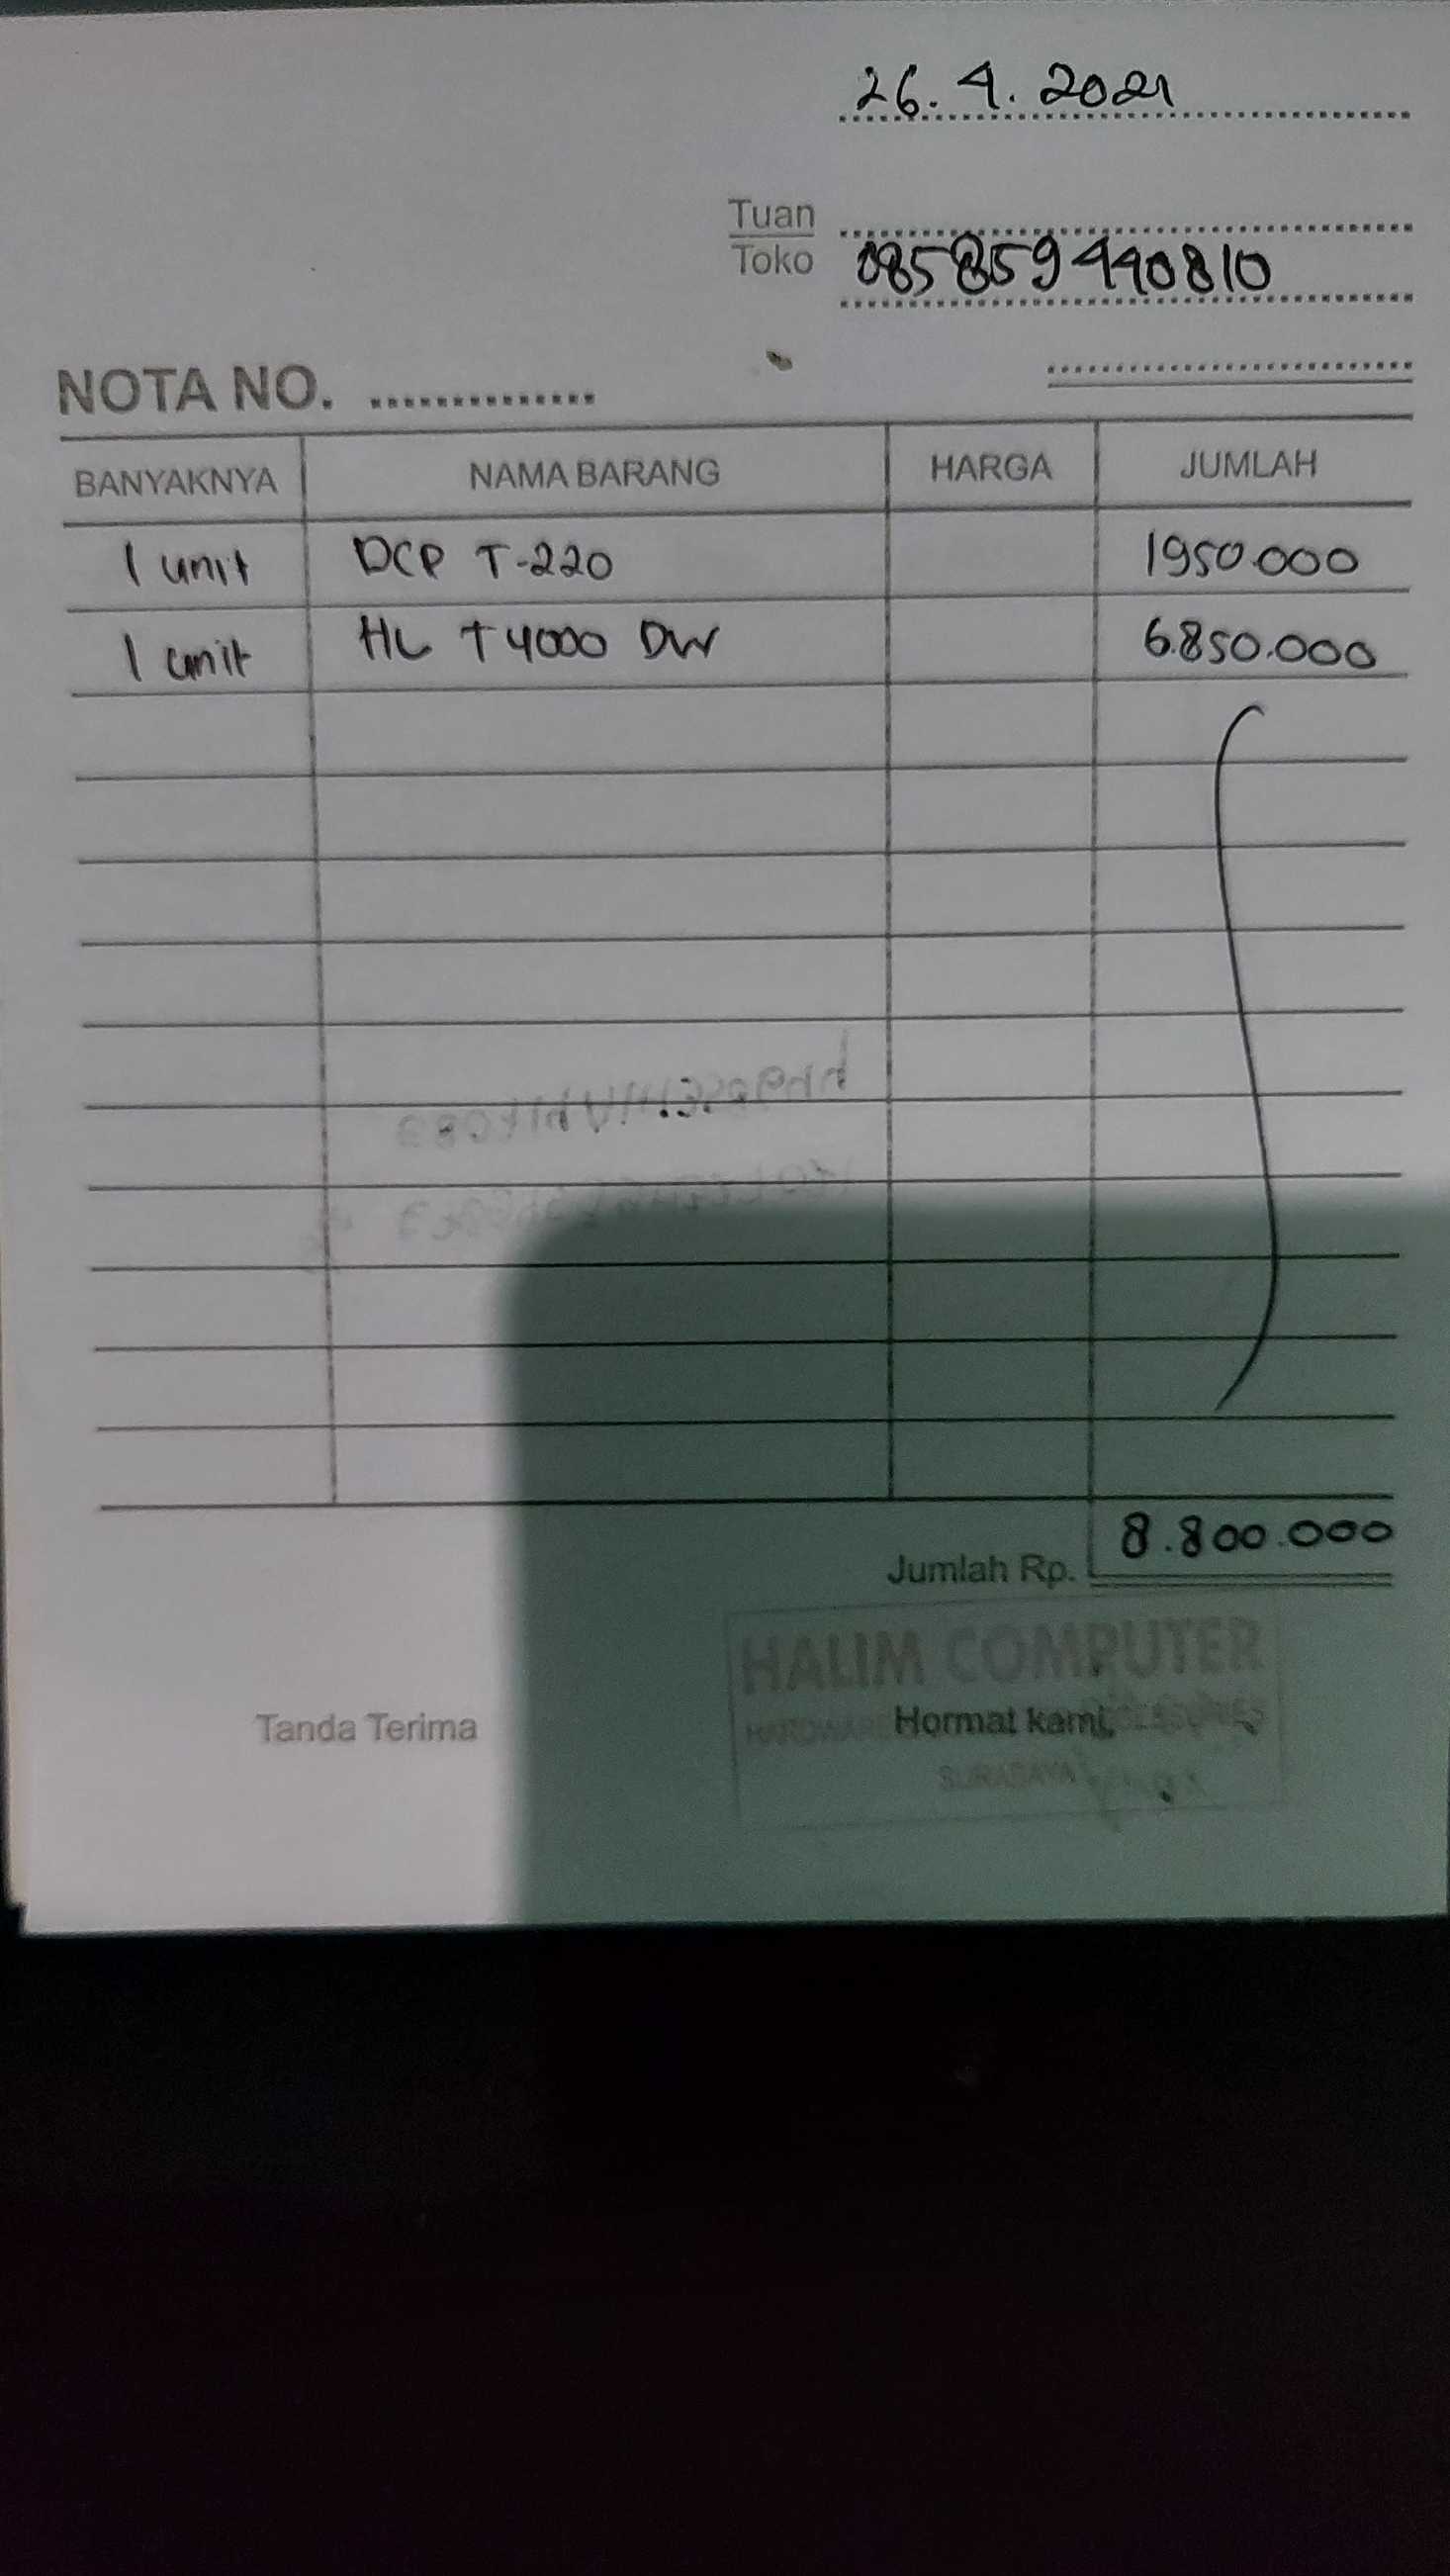 26.4.2021
Tuan
Toko 085859440810
NOTA NO. ...............
BANYAKNYA NAMA BARANG HARGA JUMLAH
1 unit DCP T-220 1950.000
1 unit HL T4000 DW 6.850.000
Jumlah Rp. 8.800.000
HALIM COMPUTER
Tanda Terima Hormat kami,
SURABAYA